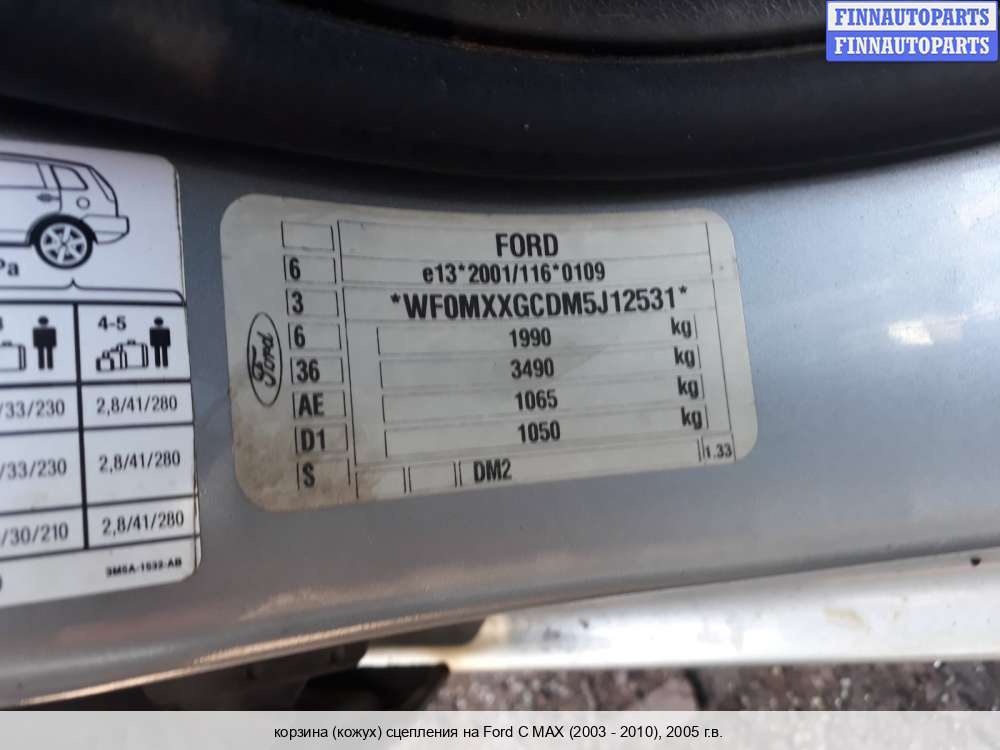 FINNAUTOPARTS
FINNAUTOPARTS
Pa
4-5
/33/230 2,8/41/280
/33/230 2,8/41/280
/30/210 2,8/41/280
3M5A-1532-AB
FORD
6 e13*2001/116*0109
3 *WF0MXXGCDM5J12531*
6 1990 kg
36 3490 kg
AE 1065 kg
D1 1050 kg
S DM2 1.33
Ford
корзина (кожух) сцепления на Ford C MAX (2003 - 2010), 2005 г.в.